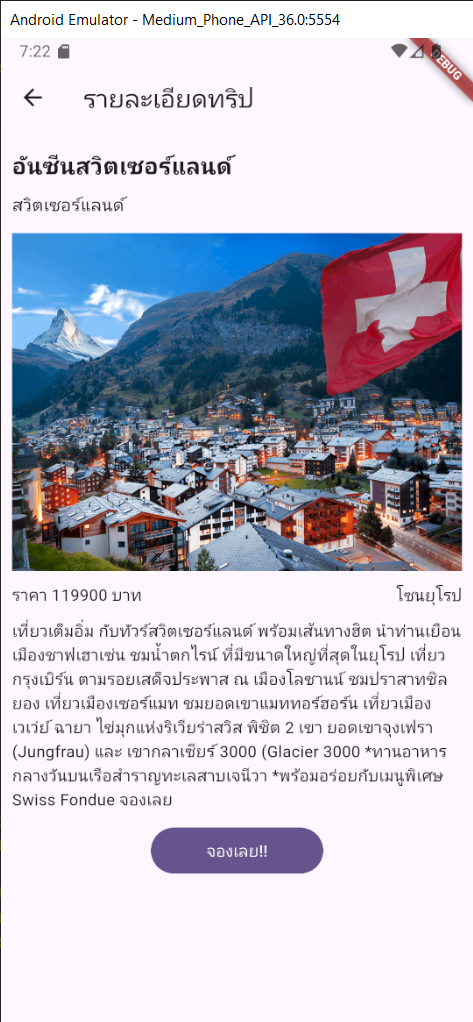 Android Emulator - Medium_Phone_API_36.0:5554
7:22
DEBUG
รายละเอียดทริป
อันซีนสวิตเซอร์แลนด์
สวิตเซอร์แลนด์
ราคา 119900 บาท
โซนยุโรป
เที่ยวเต็มอิ่ม กับทัวร์สวิตเซอร์แลนด์ พร้อมเส้นทางฮิต นำท่านเยือน
เมืองชาฟเฮาเซ่น ชมน้ำตกไรน์ ที่มีขนาดใหญ่ที่สุดในยุโรป เที่ยว
กรุงเบิร์น ตามรอยเสด็จประพาส ณ เมืองโลซานน์ ชมปราสาทชิล
ยอง เที่ยวเมืองเซอร์แมท ชมยอดเขาแมททอร์ฮอร์น เที่ยวเมือง
เวเว่ย์ ฉายา ไข่มุกแห่งริเวียร่าสวิส พิชิต 2 เขา ยอดเขาจุงเฟรา
(Jungfrau) และ เขากลาเซียร์ 3000 (Glacier 3000 *ทานอาหาร
กลางวันบนเรือสำราญทะเลสาบเจนีวา *พร้อมอร่อยกับเมนูพิเศษ
Swiss Fondue จองเลย
จองเลย!!